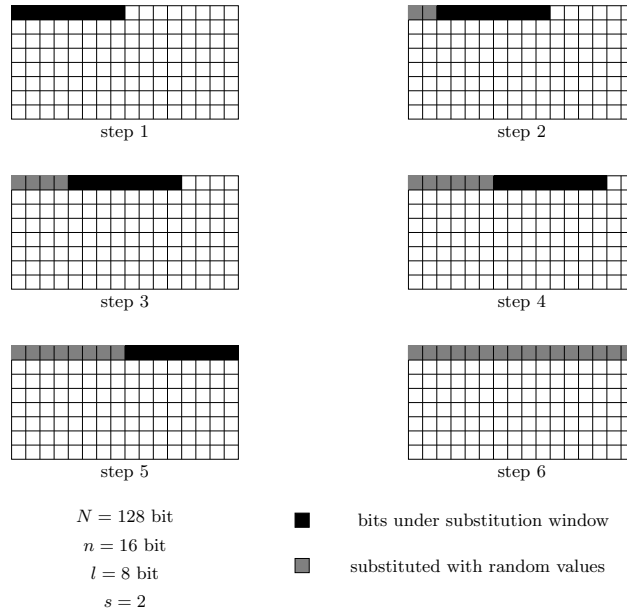 step 1
step 2
step 3
step 4
step 5
step 6
N = 128 bit
n = 16 bit
l = 8 bit
s = 2
bits under substitution window
substituted with random values